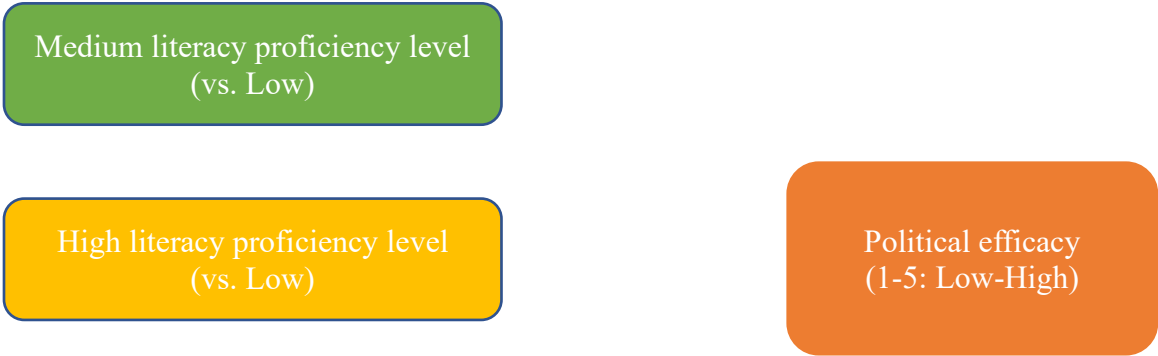 Medium literacy proficiency level
(vs. Low)
High literacy proficiency level
(vs. Low)
Political efficacy
(1-5: Low-High)